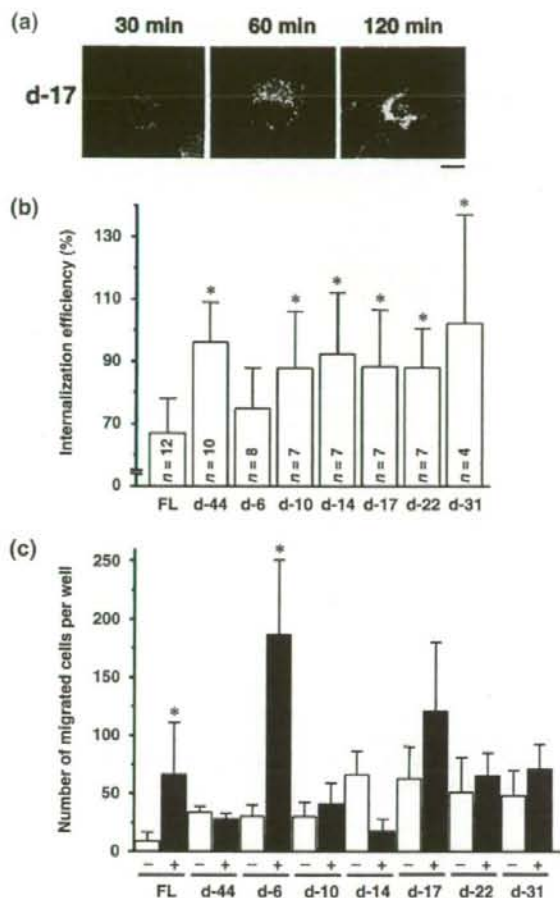 (a)
30 min 60 min 120 min
d-17
(b)
Internalization efficiency (%)
130
90
70
0
* * * * * *
n = 12 n = 10 n = 8 n = 7 n = 7 n = 7 n = 7 n = 4
FL d-44 d-6 d-10 d-14 d-17 d-22 d-31
(c)
Number of migrated cells per well
250
200
150
100
50
0
* *
− + − + − + − + − + − + − + − +
FL d-44 d-6 d-10 d-14 d-17 d-22 d-31